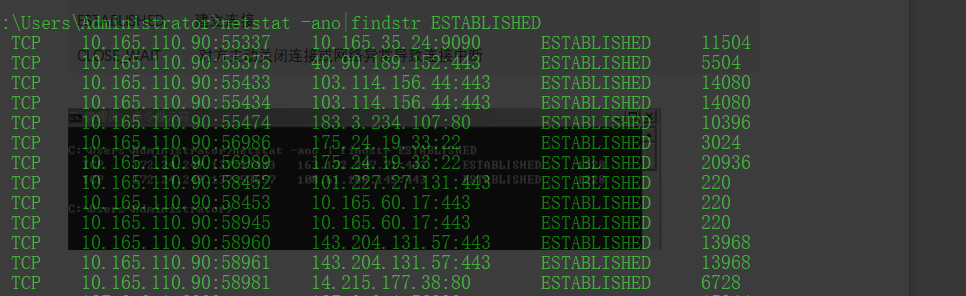 :\Users\Administrator>netstat -ano|findstr ESTABLISHED
TCP 10.165.110.90:55337 10.165.35.24:9090 ESTABLISHED 11504
TCP 10.165.110.90:55375 40.90.189.152:443 ESTABLISHED 5504
TCP 10.165.110.90:55433 103.114.156.44:443 ESTABLISHED 14080
TCP 10.165.110.90:55434 103.114.156.44:443 ESTABLISHED 14080
TCP 10.165.110.90:55474 183.3.234.107:80 ESTABLISHED 10396
TCP 10.165.110.90:56986 175.24.19.33:22 ESTABLISHED 3024
TCP 10.165.110.90:56989 175.24.19.33:22 ESTABLISHED 20936
TCP 10.165.110.90:58452 101.227.27.131:443 ESTABLISHED 220
TCP 10.165.110.90:58453 10.165.60.17:443 ESTABLISHED 220
TCP 10.165.110.90:58945 10.165.60.17:443 ESTABLISHED 220
TCP 10.165.110.90:58960 143.204.131.57:443 ESTABLISHED 13968
TCP 10.165.110.90:58961 143.204.131.57:443 ESTABLISHED 13968
TCP 10.165.110.90:58981 14.215.177.38:80 ESTABLISHED 6728